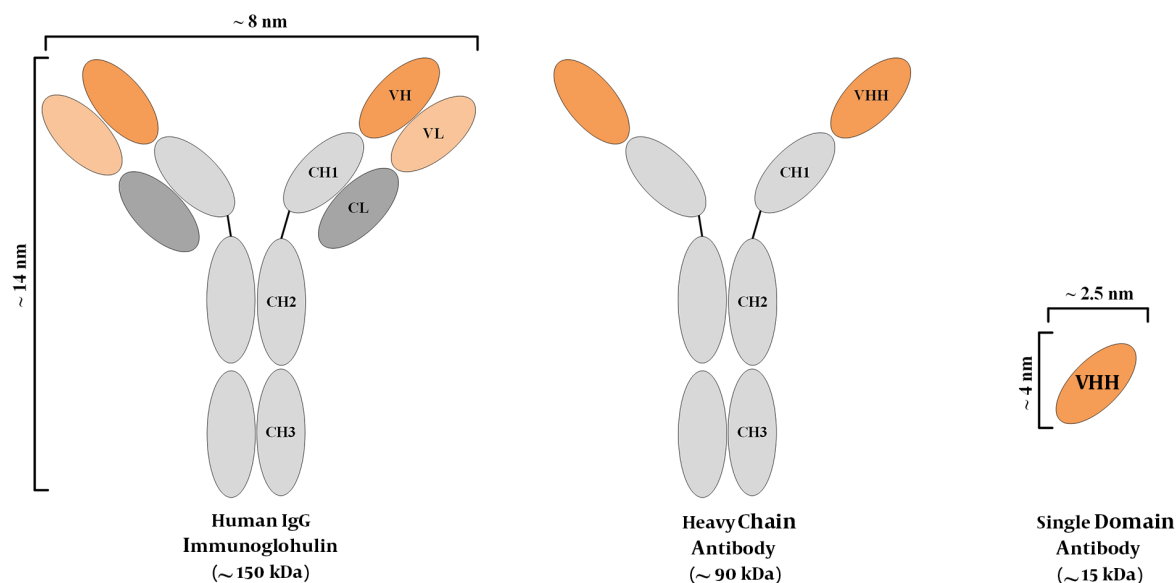 ~ 8 nm
~ 14 nm
VH
VL
CH1
CL
CH2
CH3
Human IgG
Immunoglohulin
(~150 kDa)
VHH
CH1
CH2
CH3
Heavy Chain
Antibody
(~ 90 kDa)
~ 2.5 nm
~ 4 nm
VHH
Single Domain
Antibody
(~15 kDa)